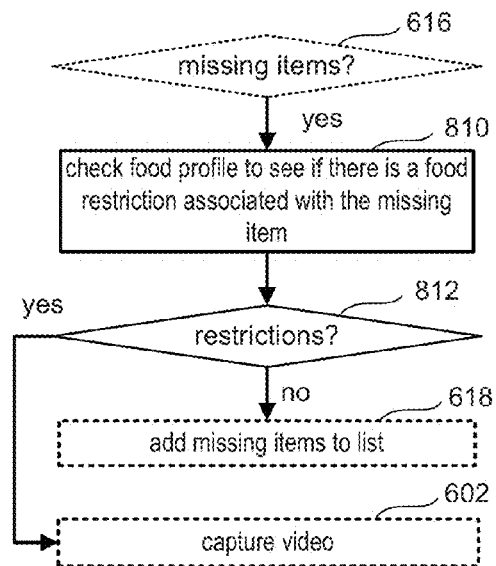 616
missing items?
yes
810
check food profile to see if there is a food
restriction associated with the missing
item
yes
812
restrictions?
no
618
add missing items to list
602
capture video